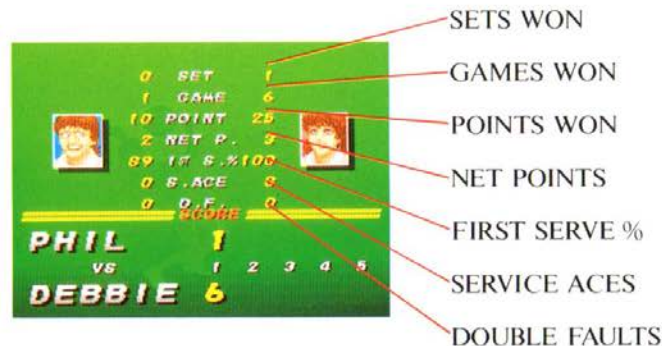 SETS WON
GAMES WON
POINTS WON
NET POINTS
FIRST SERVE %
SERVICE ACES
DOUBLE FAULTS
0 SET 1
1 GAME 6
10 POINT 25
2 NET P. 3
89 1st S.% 100
0 S.ACE 3
0 D.F. 0
SCORE
PHIL 1
VS 1 2 3 4 5
DEBBIE 6